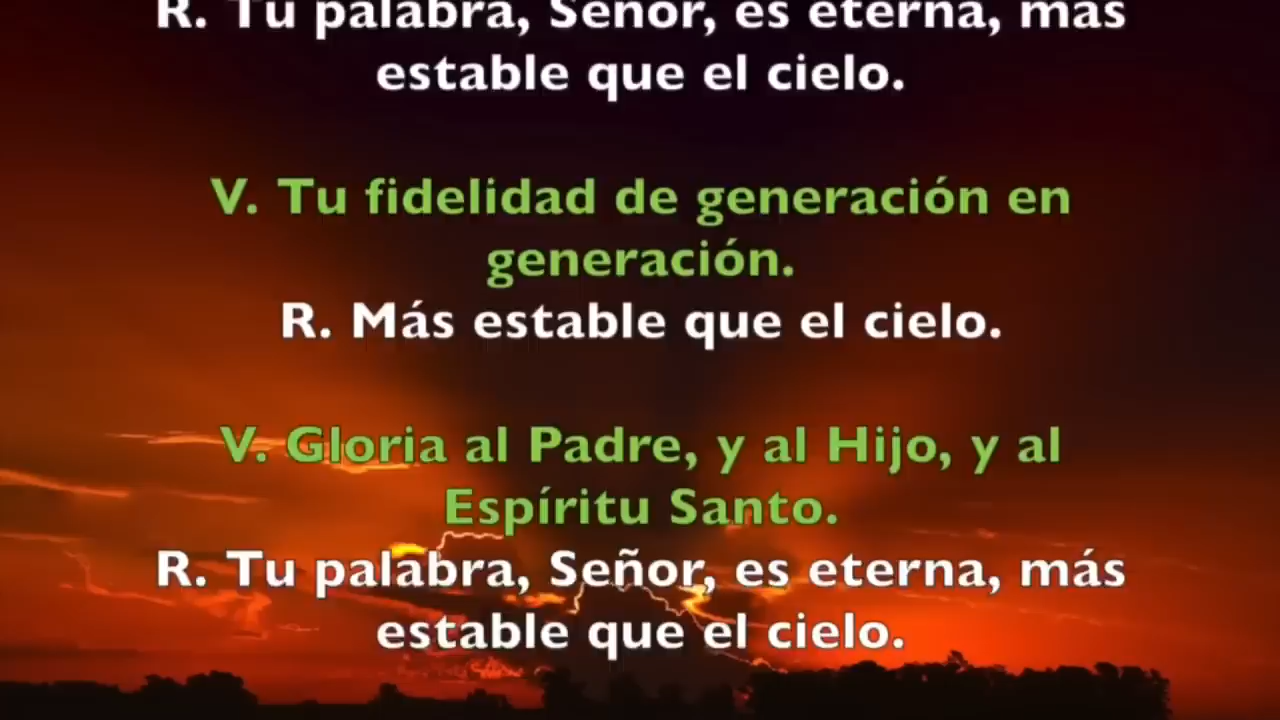 R. Tu palabra, Señor, es eterna, más
estable que el cielo.
V. Tu fidelidad de generación en
generación.
R. Más estable que el cielo.
V. Gloria al Padre, y al Hijo, y al
Espíritu Santo.
R. Tu palabra, Señor, es eterna, más
estable que el cielo.